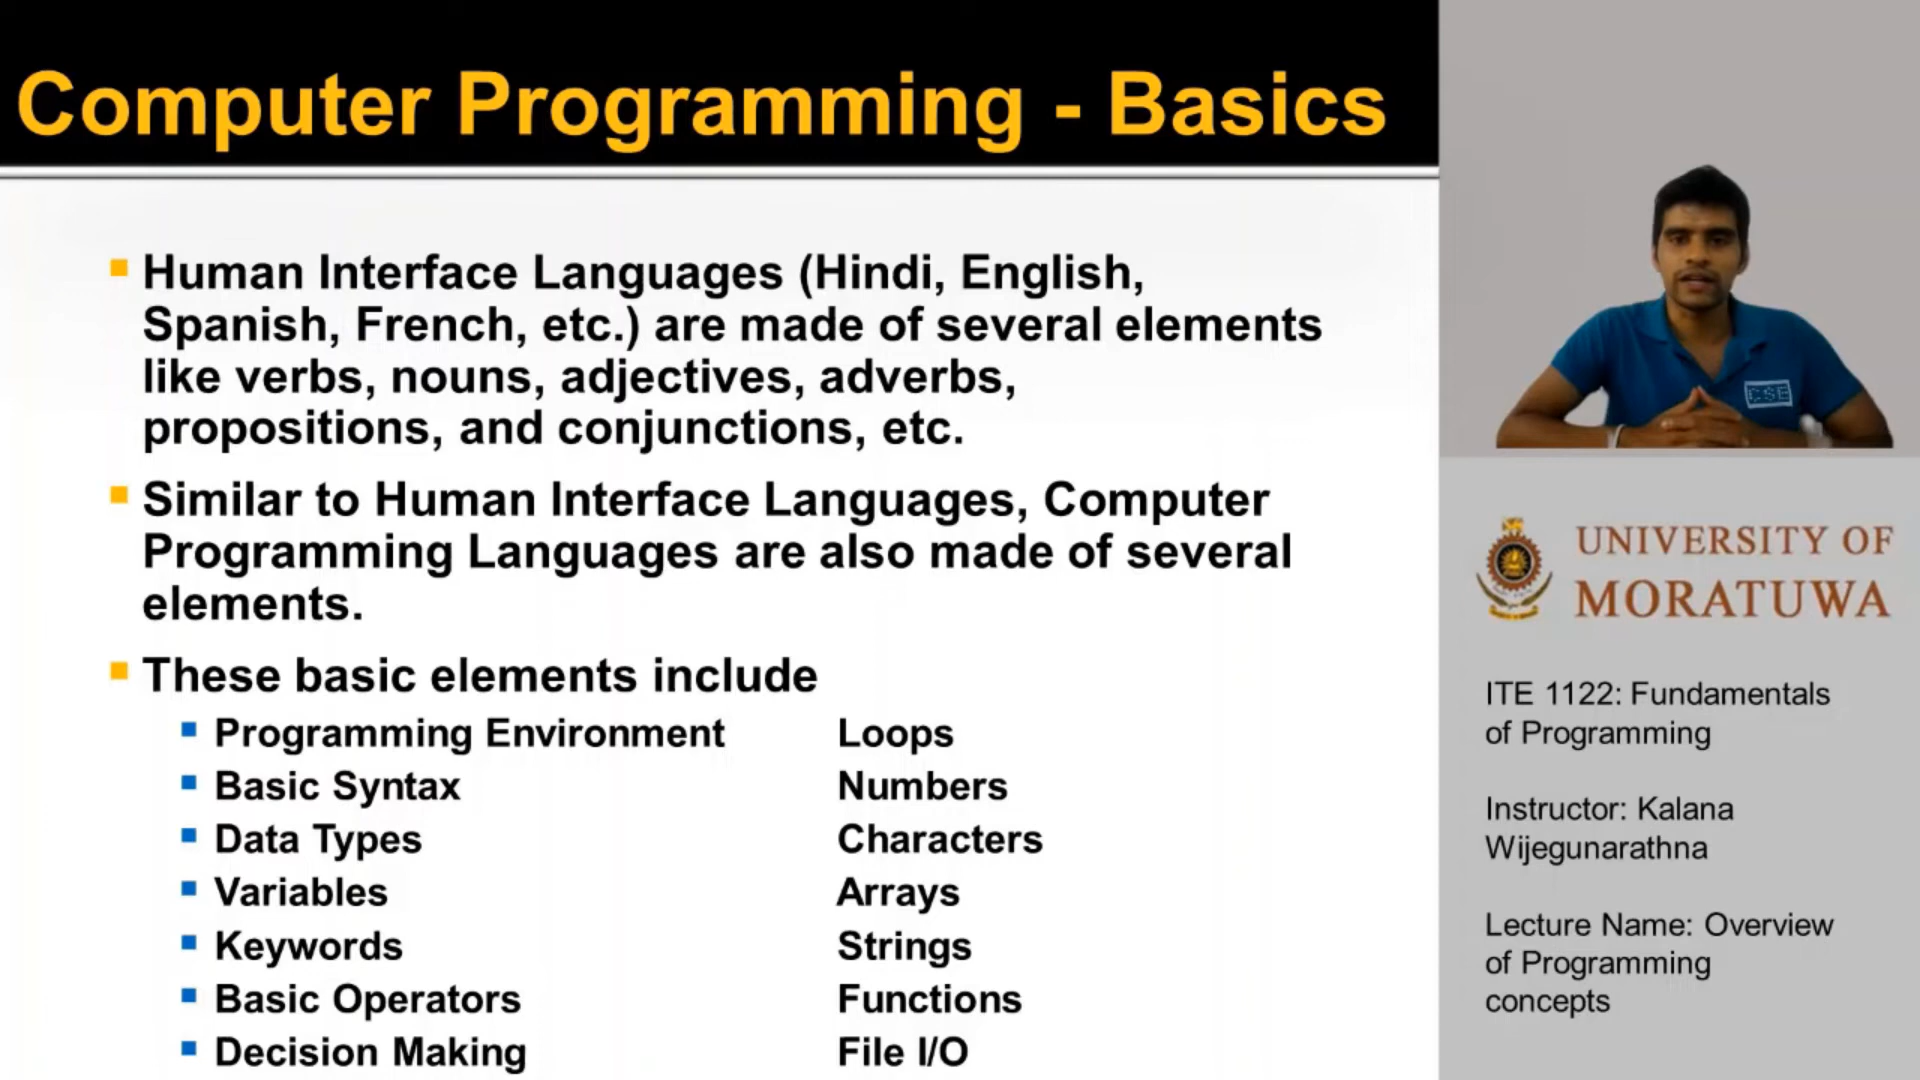 Computer Programming - Basics
Human Interface Languages (Hindi, English,
Spanish, French, etc.) are made of several elements
like verbs, nouns, adjectives, adverbs,
propositions, and conjunctions, etc.
Similar to Human Interface Languages, Computer
Programming Languages are also made of several
elements.
These basic elements include
Programming Environment Loops
Basic Syntax Numbers
Data Types Characters
Variables Arrays
Keywords Strings
Basic Operators Functions
Decision Making File I/O
CSE
UNIVERSITY OF
MORATUWA
ITE 1122: Fundamentals
of Programming
Instructor: Kalana
Wijegunarathna
Lecture Name: Overview
of Programming
concepts